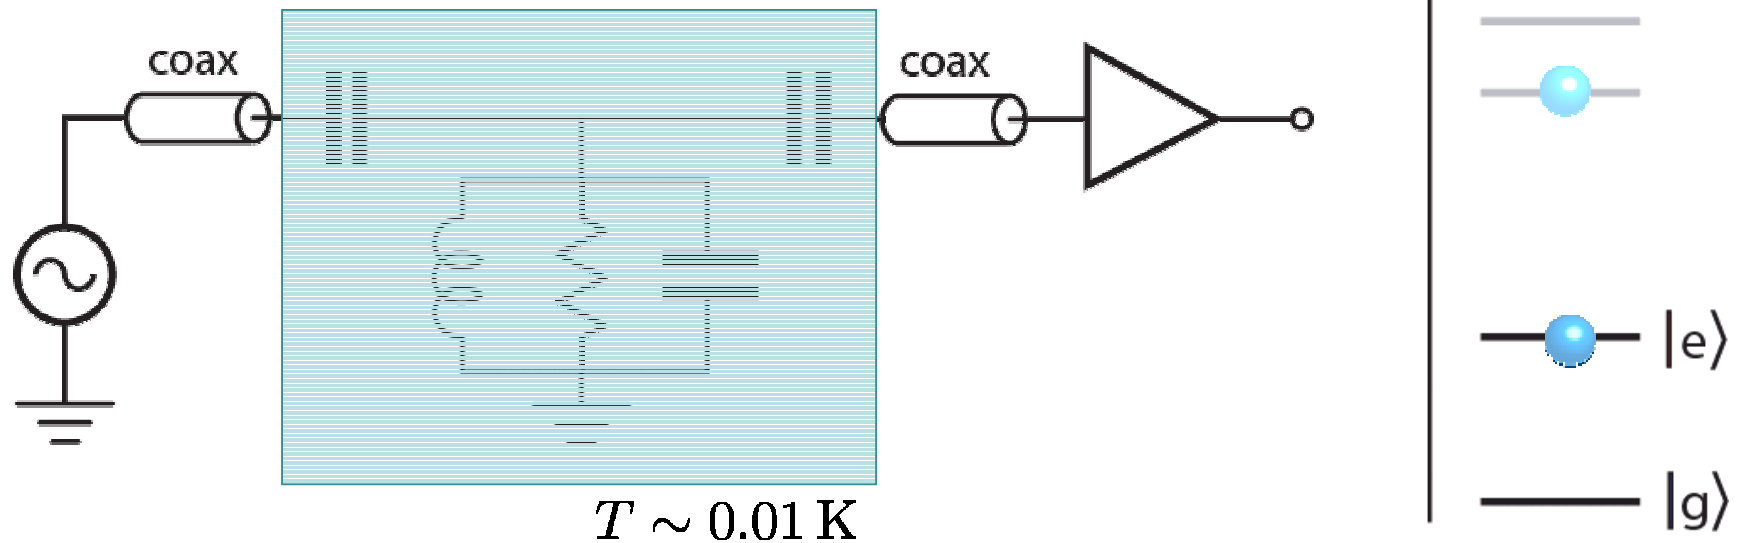 coax
coax
|e⟩
|g⟩
T ∼ 0.01 K